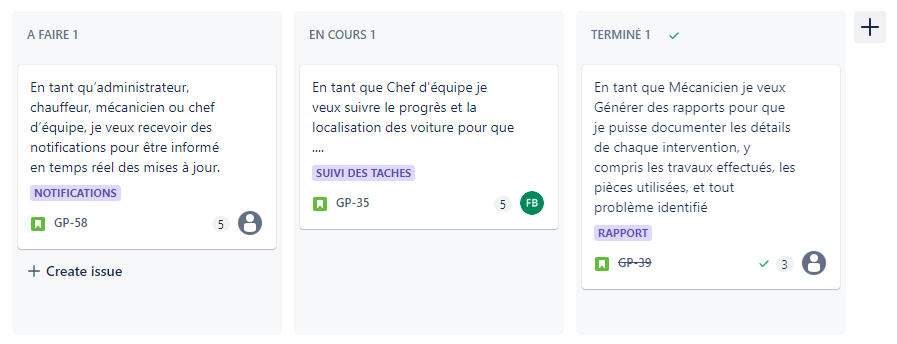 A FAIRE 1
En tant qu’administrateur,
chauffeur, mécanicien ou chef
d’équipe, je veux recevoir des
notifications pour être informé
en temps réel des mises à jour.
NOTIFICATIONS
GP-58 5
Create issue
EN COURS 1
En tant que Chef d'équipe je
veux suivre le progrès et la
localisation des voiture pour que
....
SUIVI DES TACHES
GP-35 5 FB
TERMINÉ 1
En tant que Mécanicien je veux
Générer des rapports pour que
je puisse documenter les détails
de chaque intervention, y
compris les travaux effectués, les
pièces utilisées, et tout
problème identifié
RAPPORT
GP-39 3